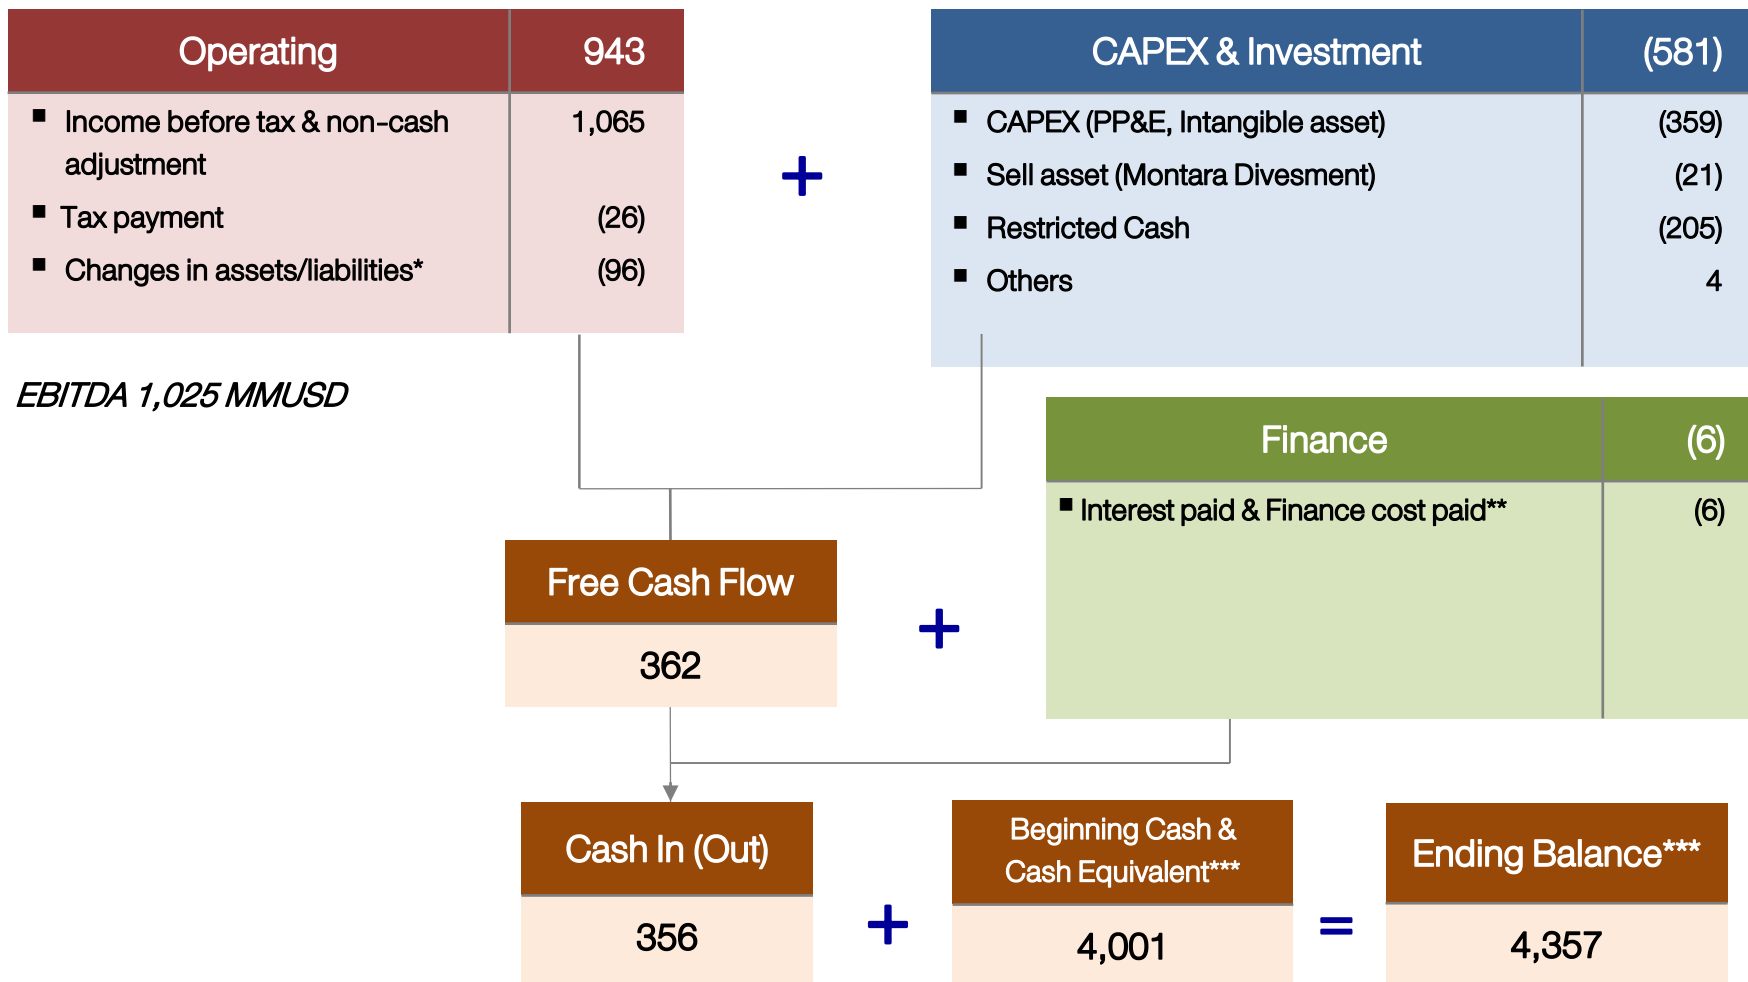 Operating 943
▪ Income before tax & non-cash 1,065
adjustment
▪ Tax payment (26)
▪ Changes in assets/liabilities* (96)
EBITDA 1,025 MMUSD
+
CAPEX & Investment (581)
▪ CAPEX (PP&E, Intangible asset) (359)
▪ Sell asset (Montara Divesment) (21)
▪ Restricted Cash (205)
▪ Others 4
Finance (6)
▪ Interest paid & Finance cost paid** (6)
Free Cash Flow
362
+
Cash In (Out)
356
+
Beginning Cash &
Cash Equivalent***
4,001
=
Ending Balance***
4,357